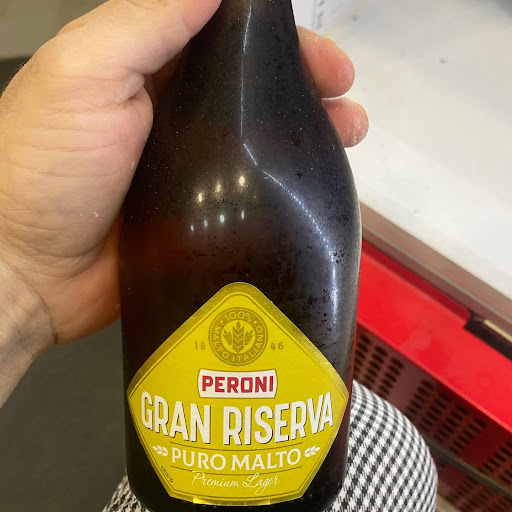 100%
MALTO ITALIANO
18 46
PERONI
GRAN RISERVA
PURO MALTO
Premium Lager